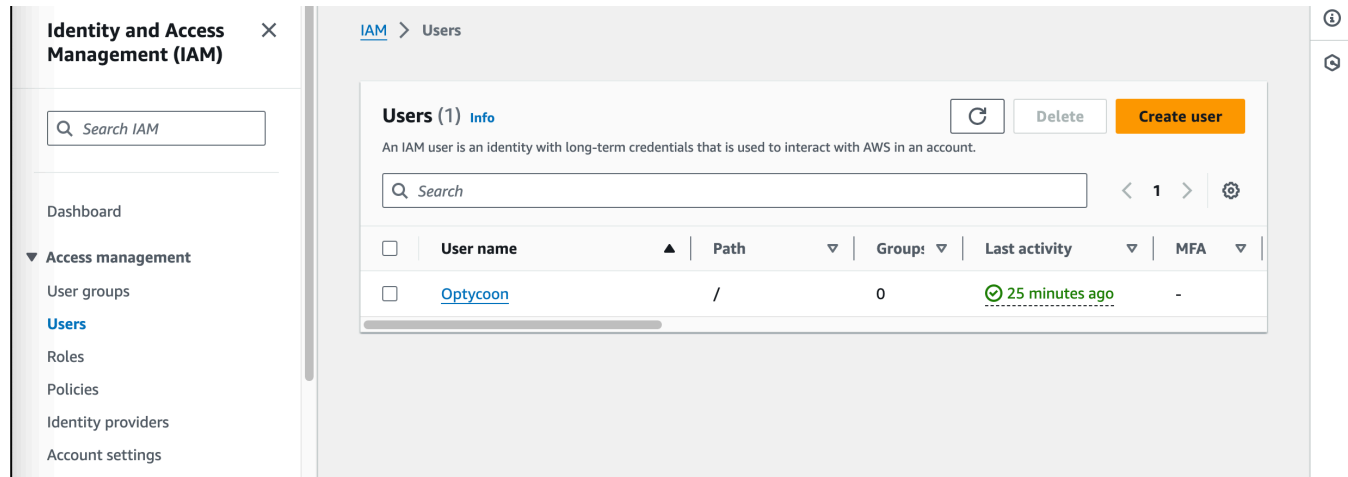 Identity and Access
Management (IAM)
Search IAM
Dashboard
Access management
User groups
Users
Roles
Policies
Identity providers
Account settings
IAM > Users
Users (1) Info
Delete
Create user
An IAM user is an identity with long-term credentials that is used to interact with AWS in an account.
Search
1
User name Path Groups Last activity MFA
Optycoon / 0 25 minutes ago -